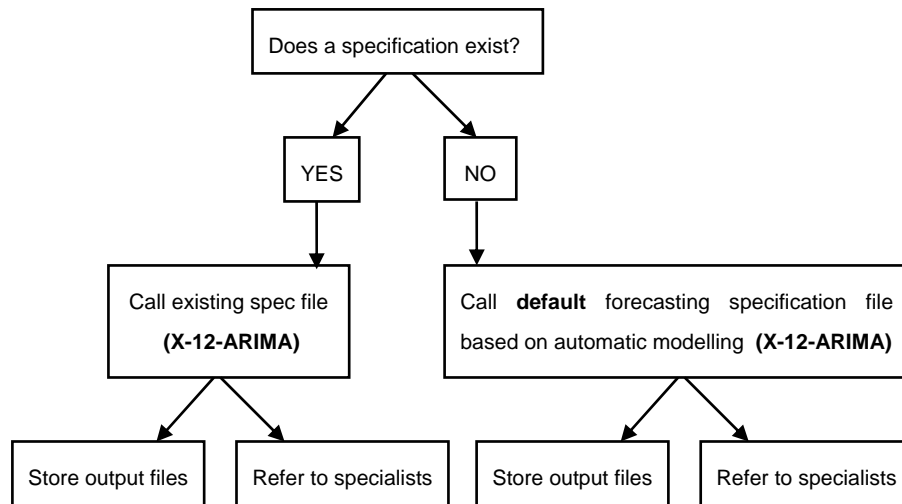 Does a specification exist?
YES
NO
Call existing spec file
(X-12-ARIMA)
Call default forecasting specification file
based on automatic modelling (X-12-ARIMA)
Store output files
Refer to specialists
Store output files
Refer to specialists